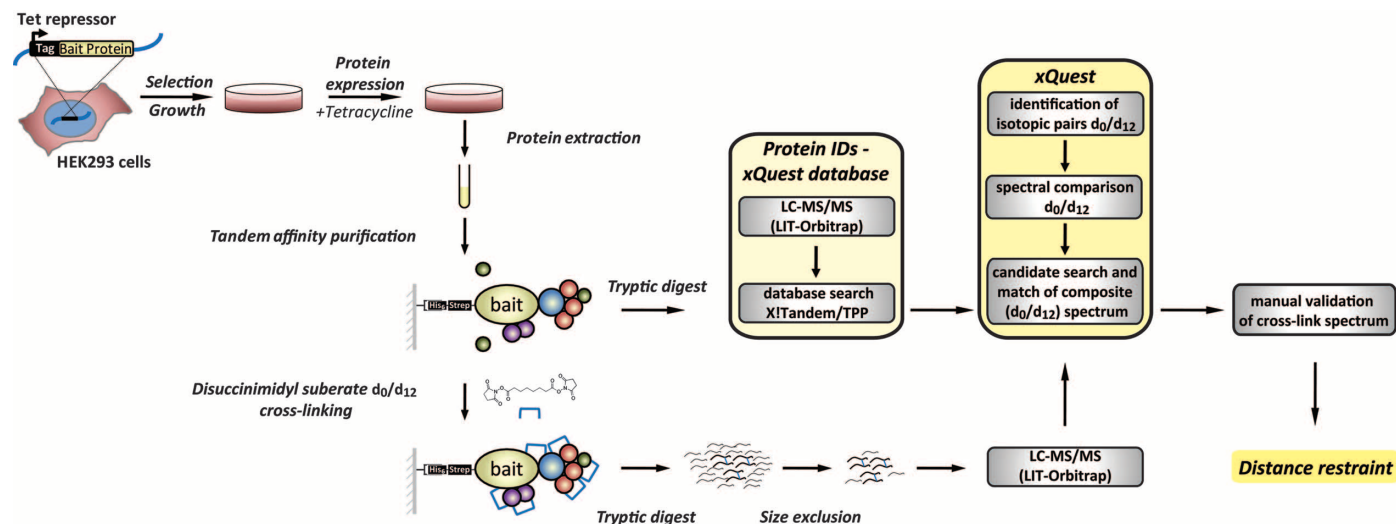 Tet repressor
Tag Bait Protein
HEK293 cells
Selection
Growth
Protein
expression
+Tetracycline
Protein extraction
Tandem affinity purification
His6 Strep
bait
Tryptic digest
Protein IDs -
xQuest database
LC-MS/MS
(LIT-Orbitrap)
database search
X!Tandem/TPP
xQuest
identification of
isotopic pairs d0/d12
spectral comparison
d0/d12
candidate search and
match of composite
(d0/d12) spectrum
manual validation
of cross-link spectrum
Disuccinimidyl suberate d0/d12
cross-linking
His6 Strep
bait
Tryptic digest
Size exclusion
LC-MS/MS
(LIT-Orbitrap)
Distance restraint